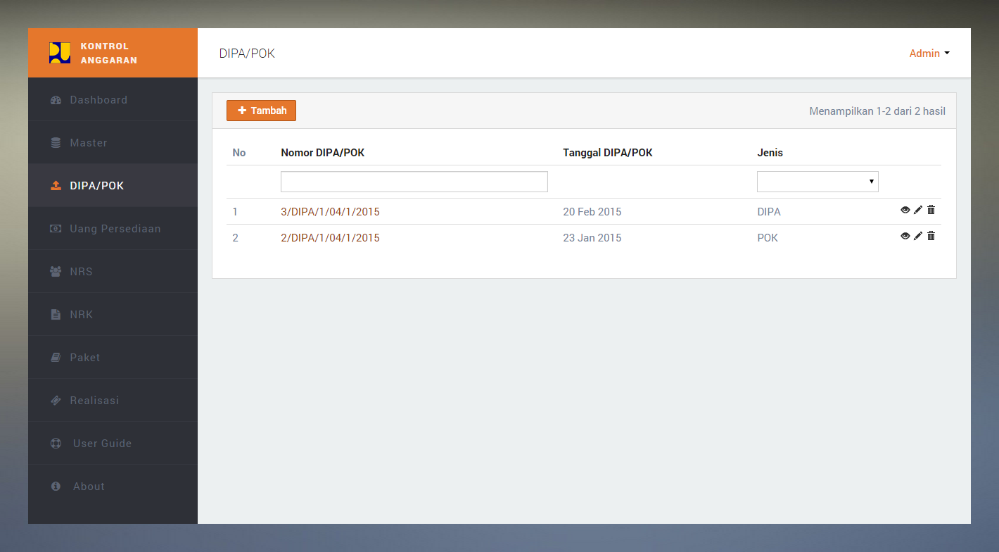 KONTROL
ANGGARAN
DIPA/POK
Admin
Dashboard
Master
DIPA/POK
Uang Persediaan
NRS
NRK
Paket
Realisasi
User Guide
About
Tambah
Menampilkan 1-2 dari 2 hasil
No Nomor DIPA/POK Tanggal DIPA/POK Jenis
1 3/DIPA/1/04/1/2015 20 Feb 2015 DIPA
2 2/DIPA/1/04/1/2015 23 Jan 2015 POK